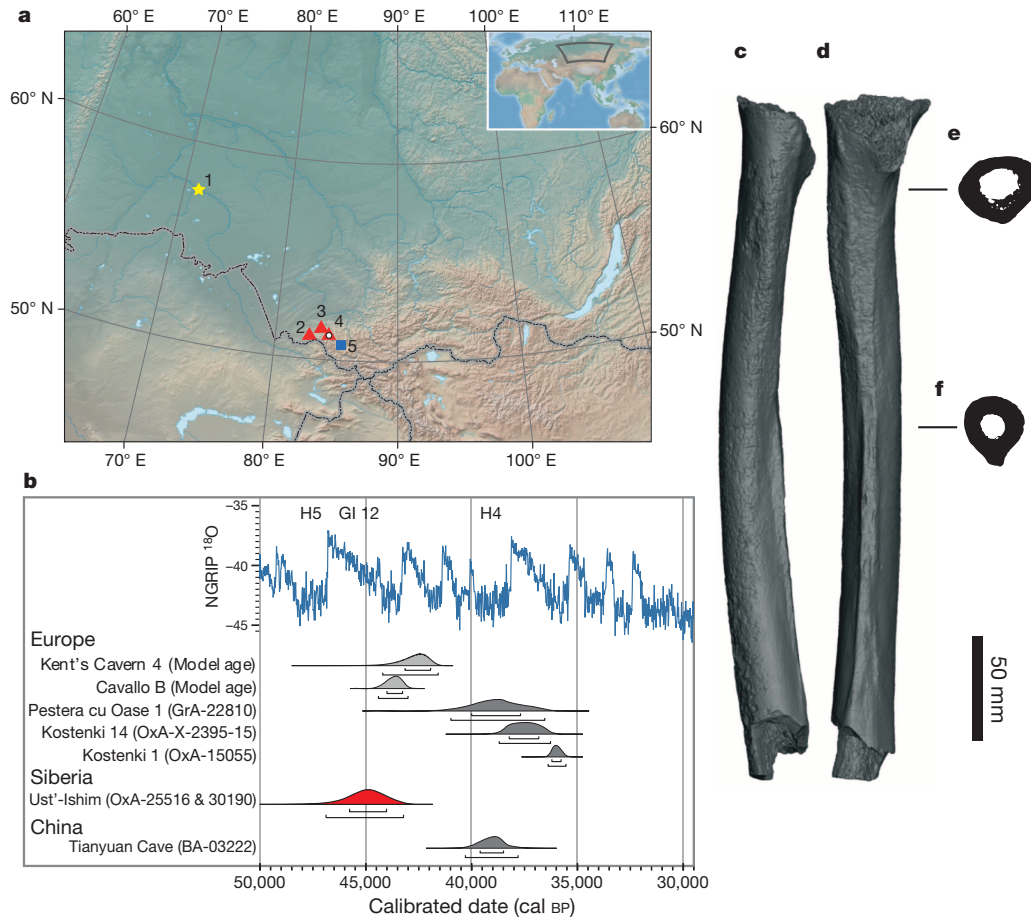 a
60° E 70° E 80° E 90° E 100° E 110° E
60° N
60° N
1
50° N
50° N
3
2
4
5
70° E 80° E 90° E 100° E
b
−35
−40
−45
NGRIP ¹⁸O
H5 GI 12 H4
Europe
Kent's Cavern 4 (Model age)
Cavallo B (Model age)
Pestera cu Oase 1 (GrA-22810)
Kostenki 14 (OxA-X-2395-15)
Kostenki 1 (OxA-15055)
Siberia
Ust'-Ishim (OxA-25516 & 30190)
China
Tianyuan Cave (BA-03222)
50,000 45,000 40,000 35,000 30,000
Calibrated date (cal BP)
c d
e
f
50 mm